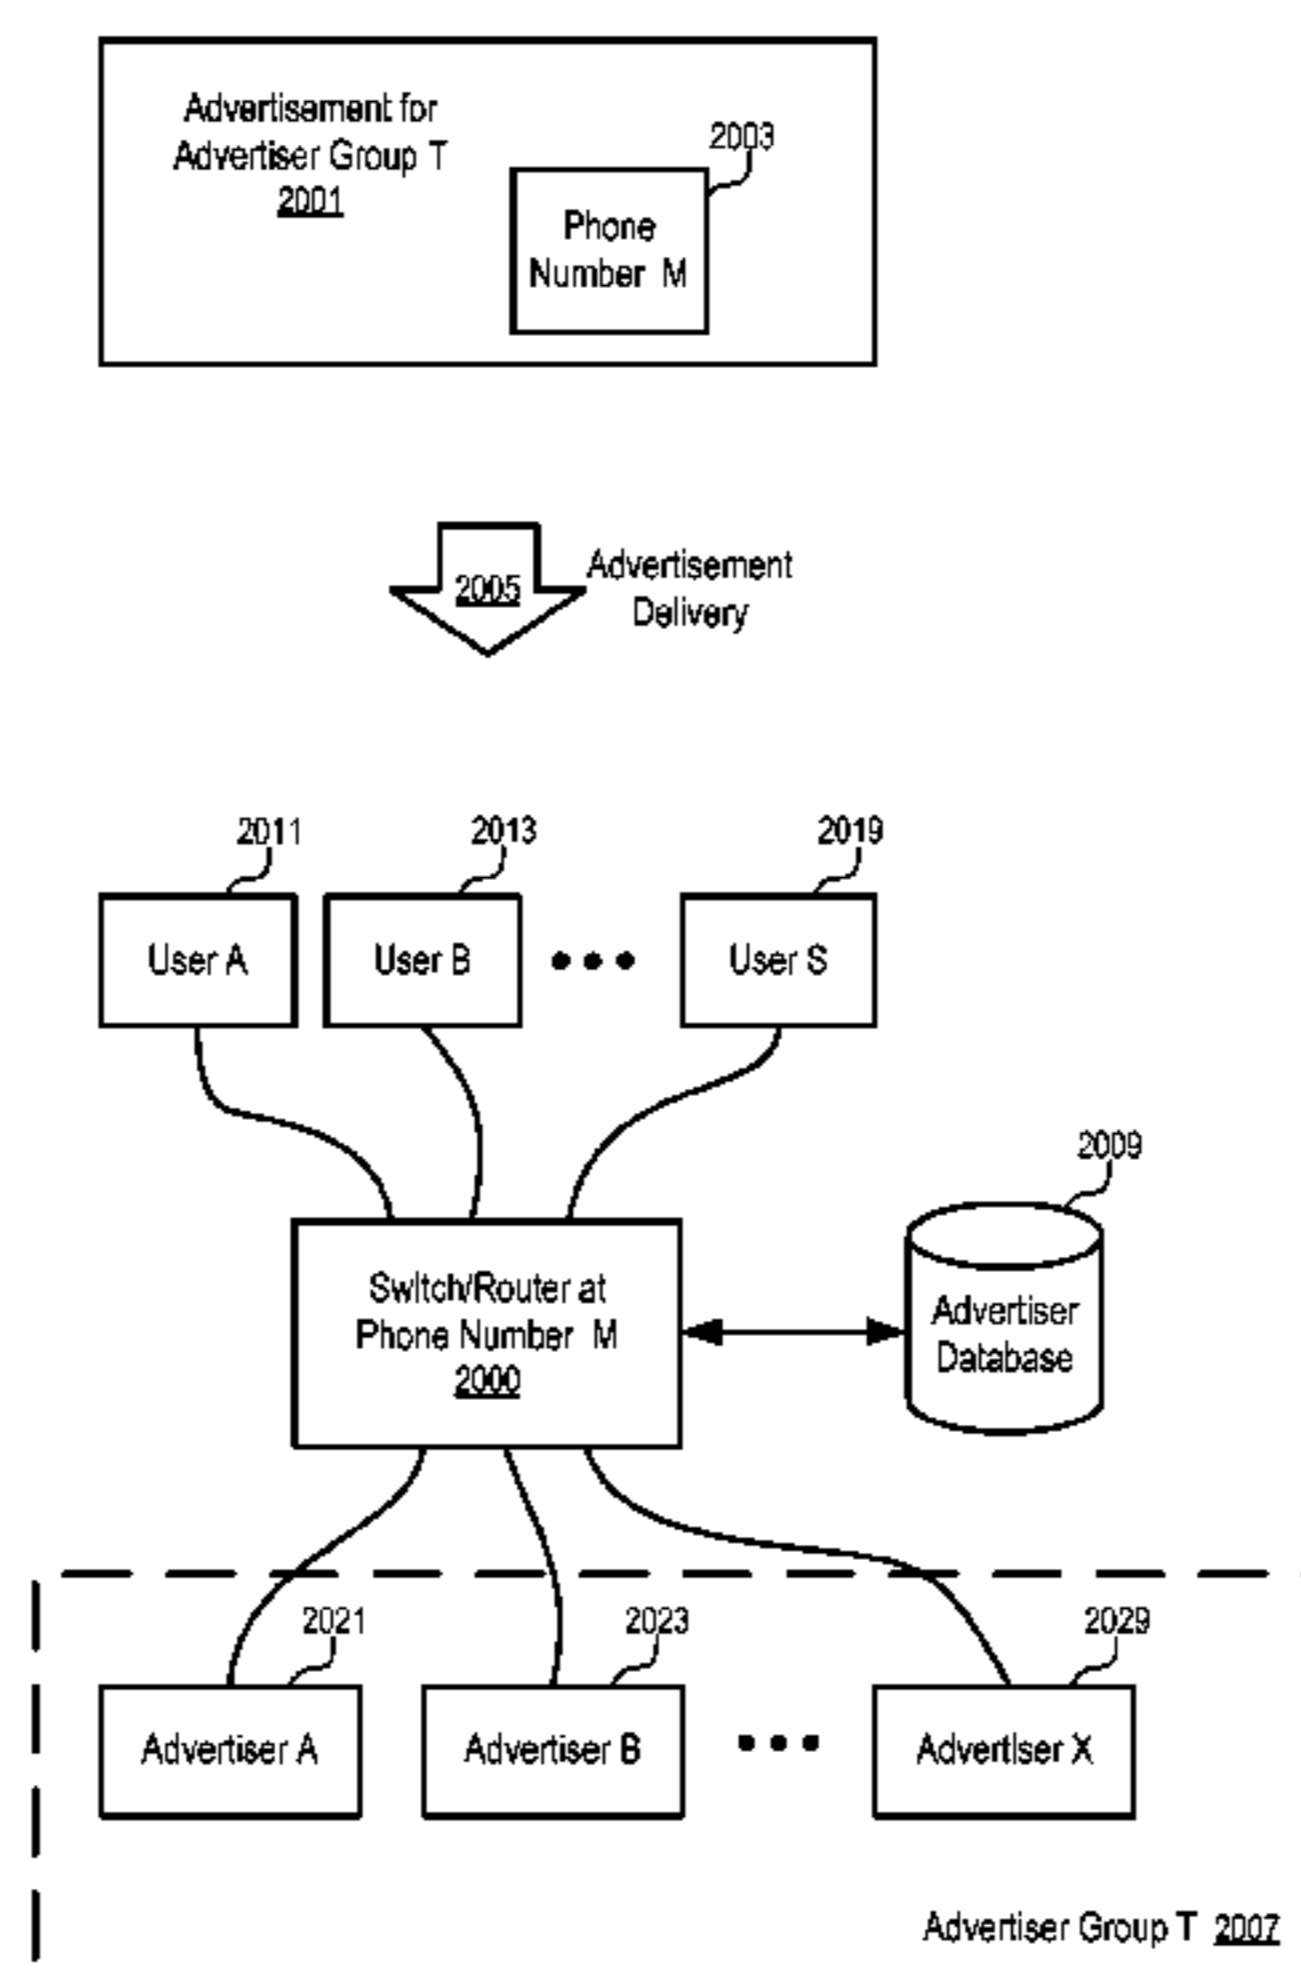 Advertisement for
Advertiser Group T
2001
2003
Phone
Number M
2005
Advertisement
Delivery
2011
2013
2019
User A
User B
User S
2009
Switch/Router at
Phone Number M
2000
Advertiser
Database
2021
2023
2029
Advertiser A
Advertiser B
Advertiser X
Advertiser Group T 2007